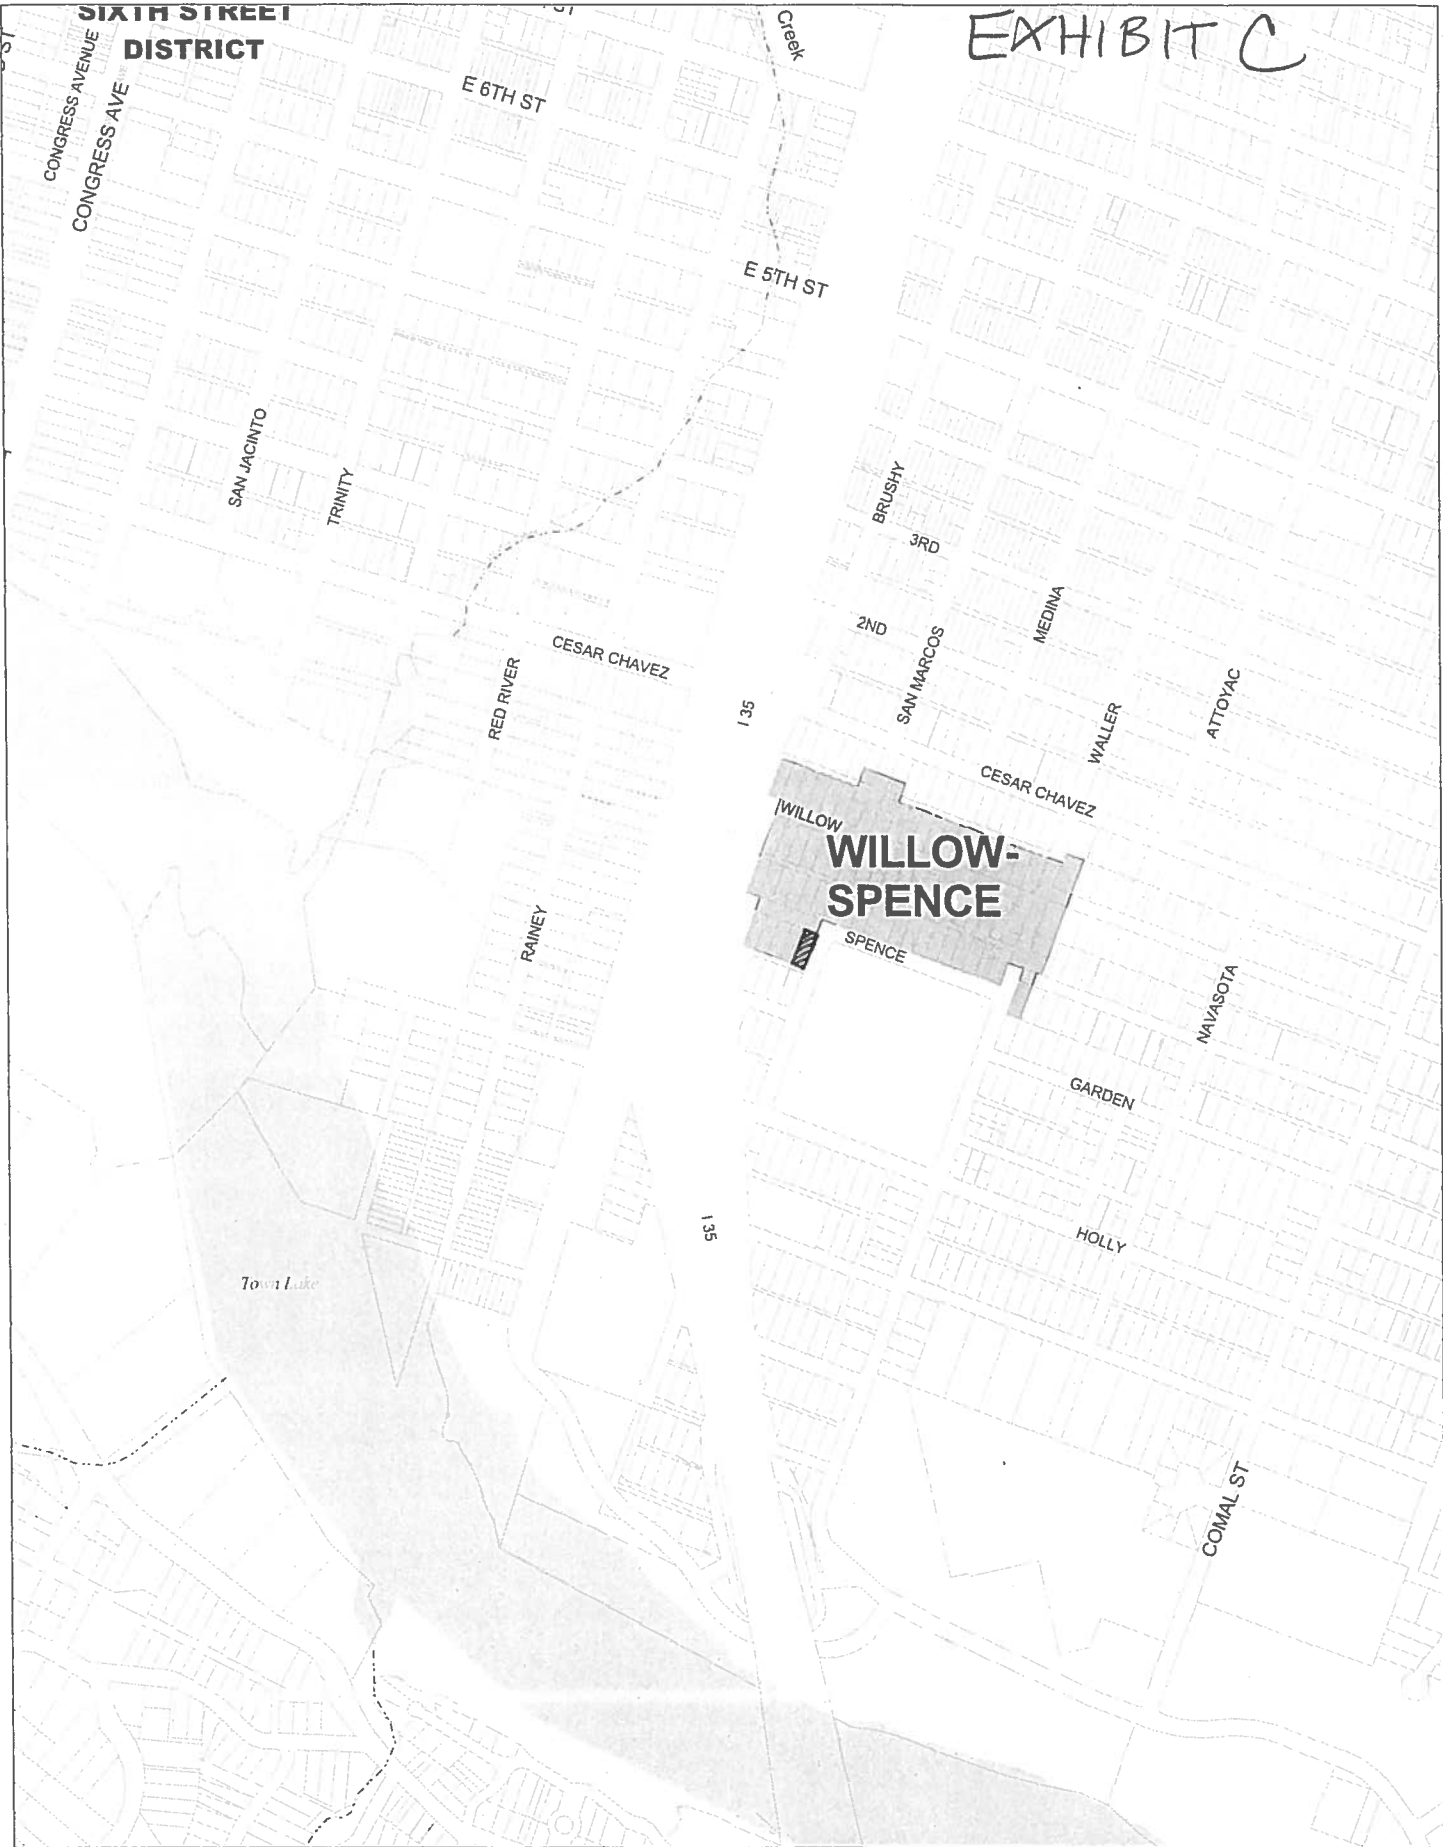 SIXTH STREET
DISTRICT
EXHIBIT C
Creek
CONGRESS AVENUE
CONGRESS AVE
E 6TH ST
E 5TH ST
SAN JACINTO
TRINITY
BRUSHY
3RD
2ND
MEDINA
SAN MARCOS
CESAR CHAVEZ
RED RIVER
I 35
WALLER
ATTOYAC
CESAR CHAVEZ
WILLOW
WILLOW-
SPENCE
SPENCE
RAINEY
NAVASOTA
GARDEN
HOLLY
I 35
Town Lake
COMAL ST